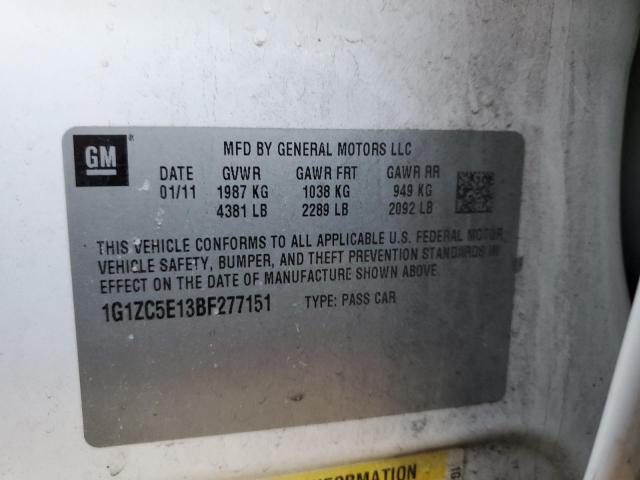 GM
MFD BY GENERAL MOTORS LLC
DATE GVWR GAWR FRT GAWR RR
01/11 1987 KG 1038 KG 949 KG
4381 LB 2289 LB 2092 LB
THIS VEHICLE CONFORMS TO ALL APPLICABLE U.S. FEDERAL MOTOR
VEHICLE SAFETY, BUMPER, AND THEFT PREVENTION STANDARDS IN
EFFECT ON THE DATE OF MANUFACTURE SHOWN ABOVE.
1G1ZC5E13BF277151 TYPE: PASS CAR